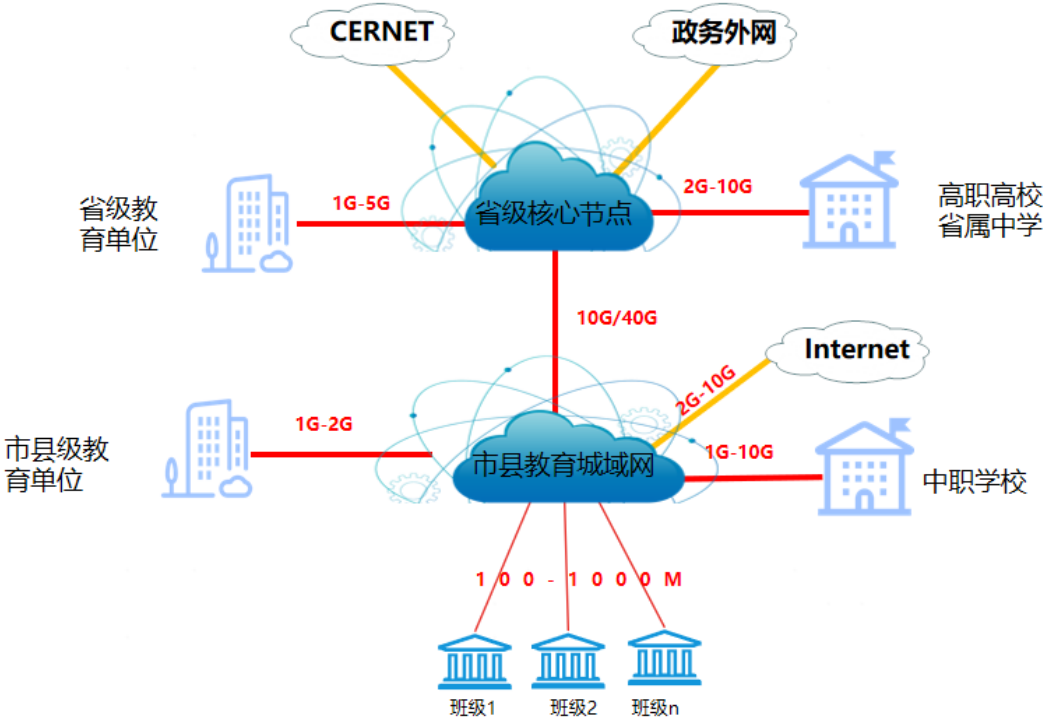 CERNET
政务外网
省级教
育单位
1G-5G
省级核心节点
2G-10G
高职高校
省属中学
10G/40G
Internet
2G-10G
市县级教
育单位
1G-2G
市县教育城域网
1G-10G
中职学校
100-1000M
班级1
班级2
班级n